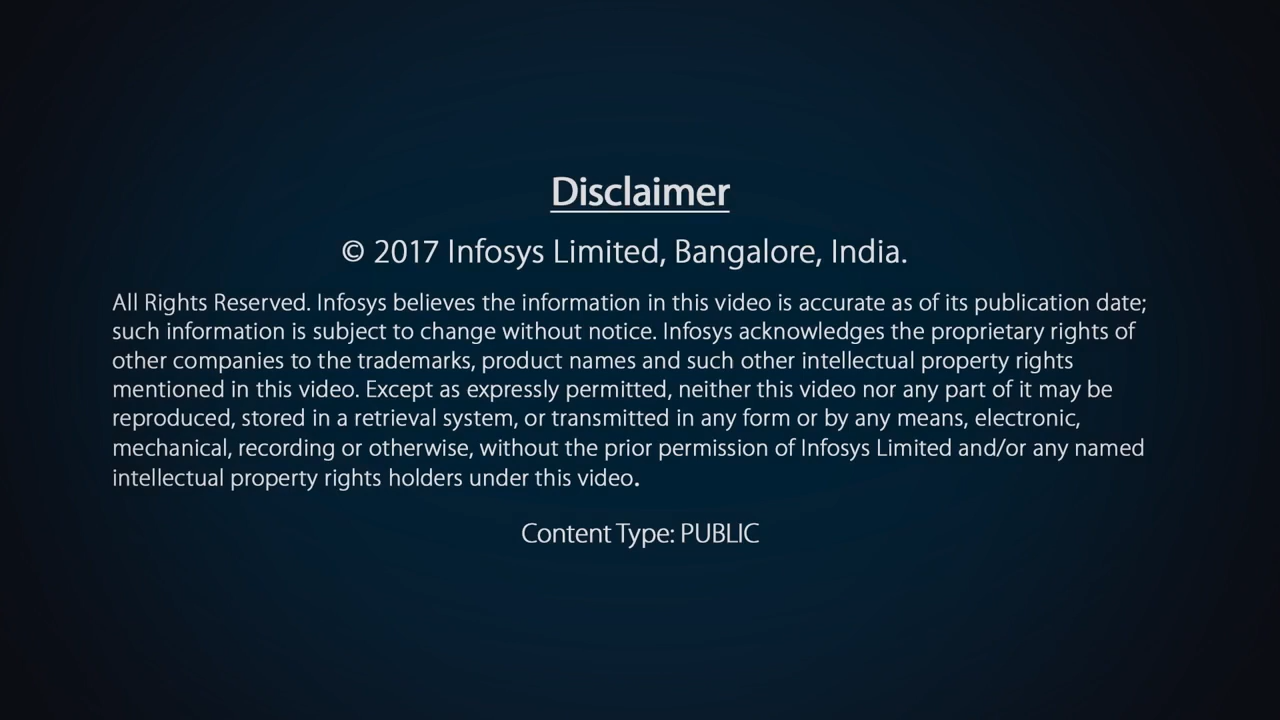 Disclaimer
© 2017 Infosys Limited, Bangalore, India.
All Rights Reserved. Infosys believes the information in this video is accurate as of its publication date;
such information is subject to change without notice. Infosys acknowledges the proprietary rights of
other companies to the trademarks, product names and such other intellectual property rights
mentioned in this video. Except as expressly permitted, neither this video nor any part of it may be
reproduced, stored in a retrieval system, or transmitted in any form or by any means, electronic,
mechanical, recording or otherwise, without the prior permission of Infosys Limited and/or any named
intellectual property rights holders under this video.
Content Type: PUBLIC